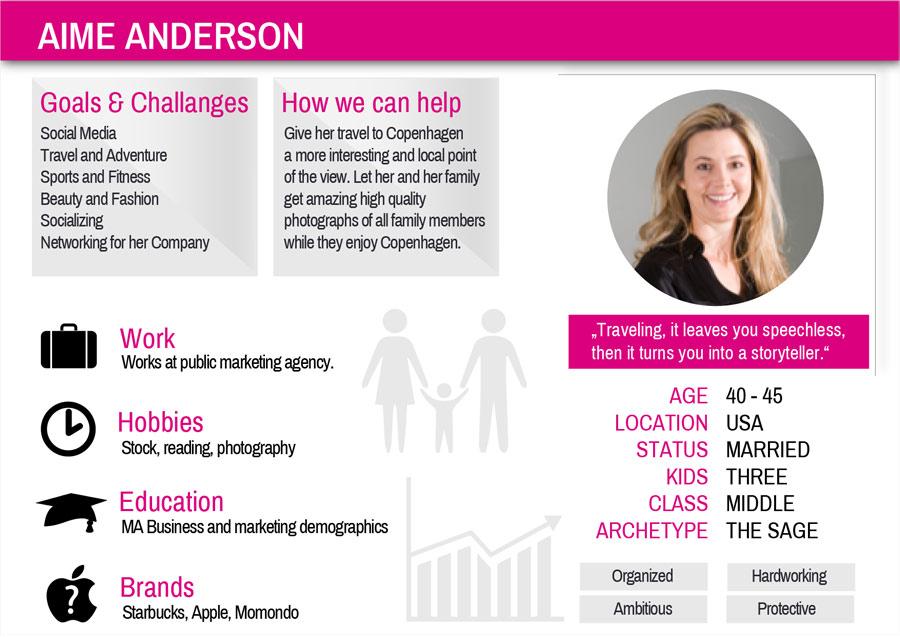 AIME ANDERSON
Goals & Challanges
Social Media
Travel and Adventure
Sports and Fitness
Beauty and Fashion
Socializing
Networking for her Company
How we can help
Give her travel to Copenhagen
a more interesting and local point
of the view. Let her and her family
get amazing high quality
photographs of all family members
while they enjoy Copenhagen.
„Traveling, it leaves you speechless,
then it turns you into a storyteller.“
Work
Works at public marketing agency.
Hobbies
Stock, reading, photography
Education
MA Business and marketing demographics
?
Brands
Starbucks, Apple, Momondo
AGE 40 - 45
LOCATION USA
STATUS MARRIED
KIDS THREE
CLASS MIDDLE
ARCHETYPE THE SAGE
Organized Hardworking
Ambitious Protective